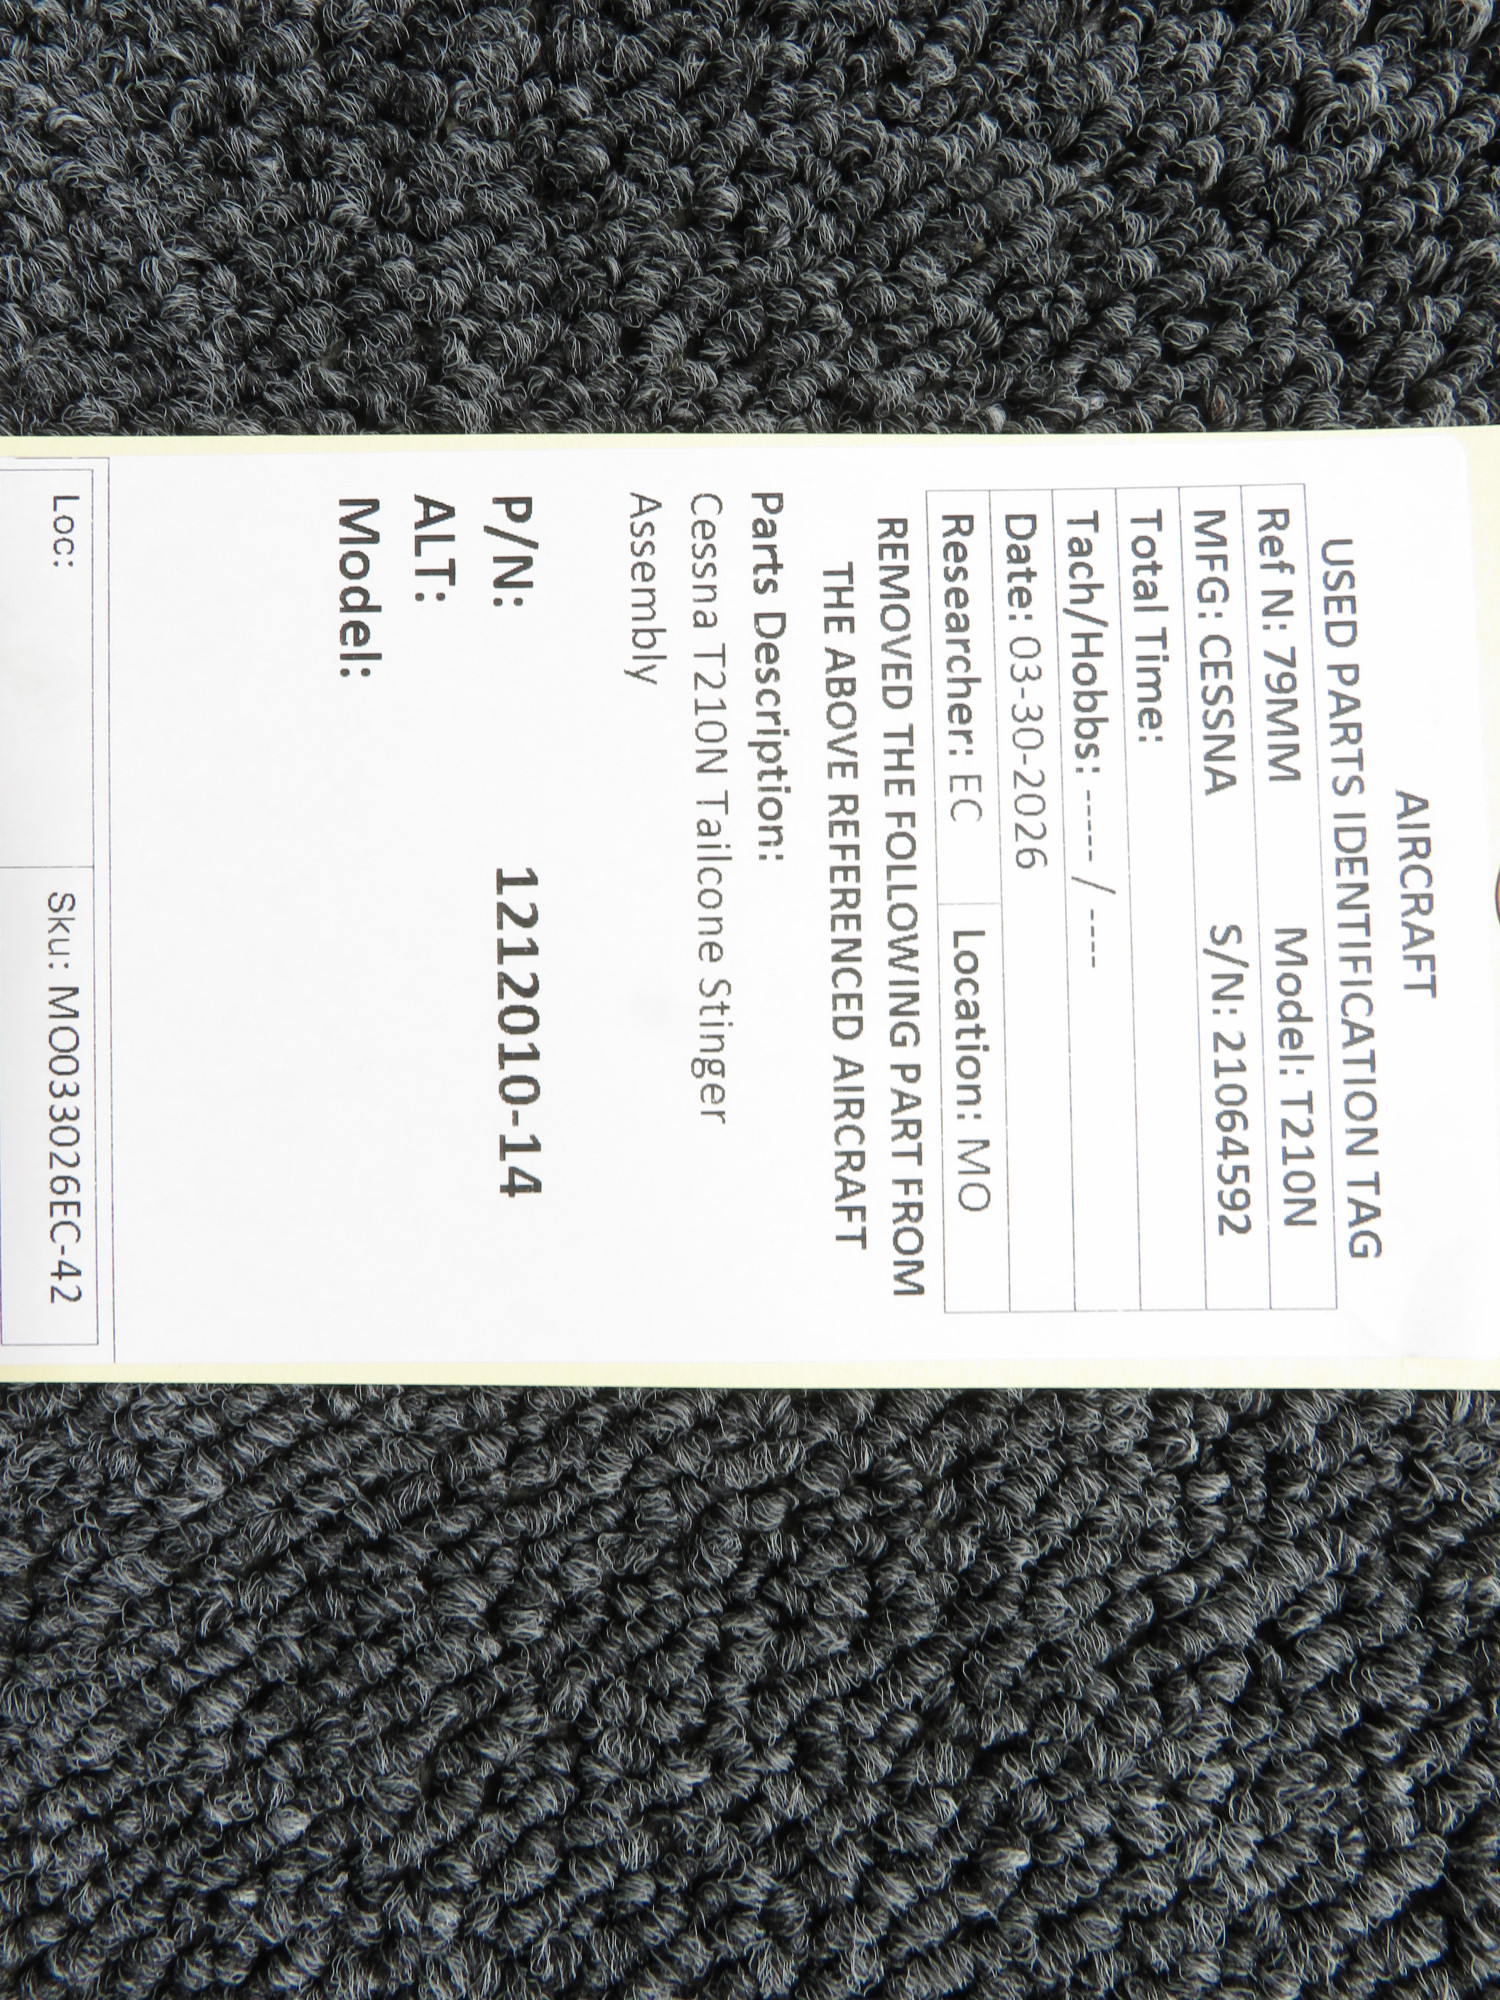 AIRCRAFT
USED PARTS IDENTIFICATION TAG
Ref N: 79MM Model: T210N
MFG: CESSNA S/N: 21064592
Total Time:
Tach/Hobbs: ----- / ----
Date: 03-30-2026
Researcher: EC Location: MO
REMOVED THE FOLLOWING PART FROM
THE ABOVE REFERENCED AIRCRAFT
Parts Description:
Cessna T210N Tailcone Stinger
Assembly
P/N: 1212010-14
ALT:
Model:
Loc: Sku: MO033026EC-42